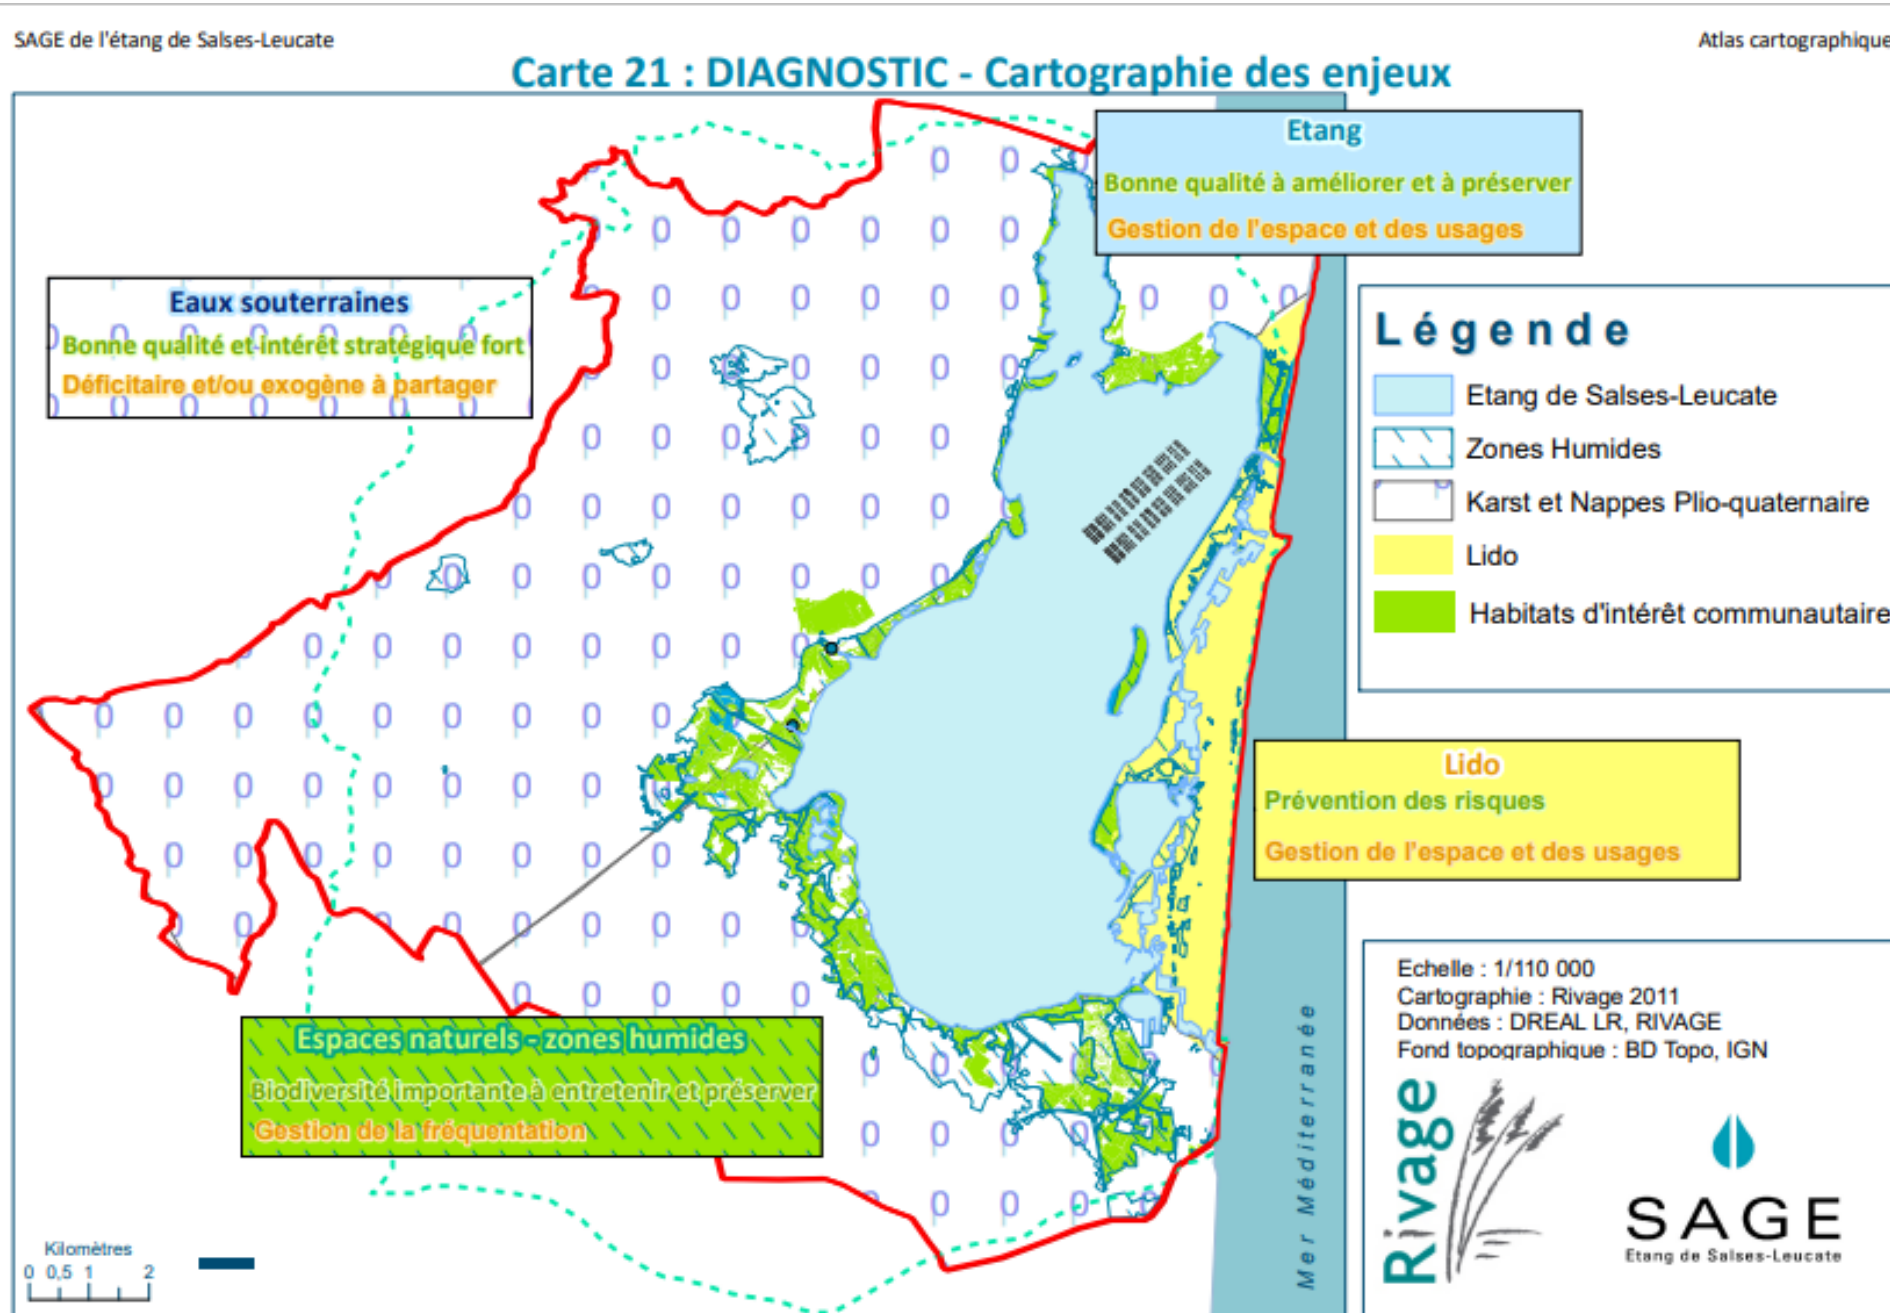 SAGE de l'étang de Salses-Leucate
Atlas cartographique
Carte 21 : DIAGNOSTIC - Cartographie des enjeux
Etang
Bonne qualité à améliorer et à préserver
Gestion de l'espace et des usages
Eaux souterraines
Bonne qualité et intérêt stratégique fort
Déficitaire et/ou exogène à partager
Légende
Etang de Salses-Leucate
Zones Humides
Karst et Nappes Plio-quaternaire
Lido
Habitats d'intérêt communautaire
Lido
Prévention des risques
Gestion de l'espace et des usages
Espaces naturels - zones humides
Biodiversité importante à entretenir et préserver
Gestion de la fréquentation
Mer Méditerranée
Echelle : 1/110 000
Cartographie : Rivage 2011
Données : DREAL LR, RIVAGE
Fond topographique : BD Topo, IGN
Rivage
SAGE
Etang de Salses-Leucate
Kilomètres
0 0,5 1 2